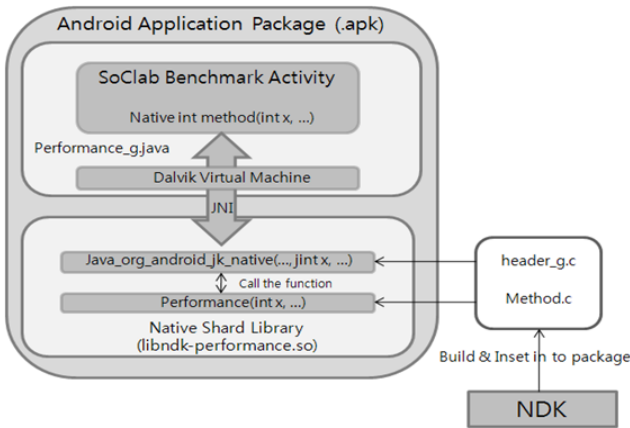 Android Application Package (.apk)
SoClab Benchmark Activity
Native int method(int x, ...)
Performance_g.java
Dalvik Virtual Machine
JNI
Java_org_android_jk_native(..., jint x, ...)
Call the function
Performance(int x, ...)
Native Shard Library
(libndk-performance.so)
header_g.c
Method.c
Build & Inset in to package
NDK